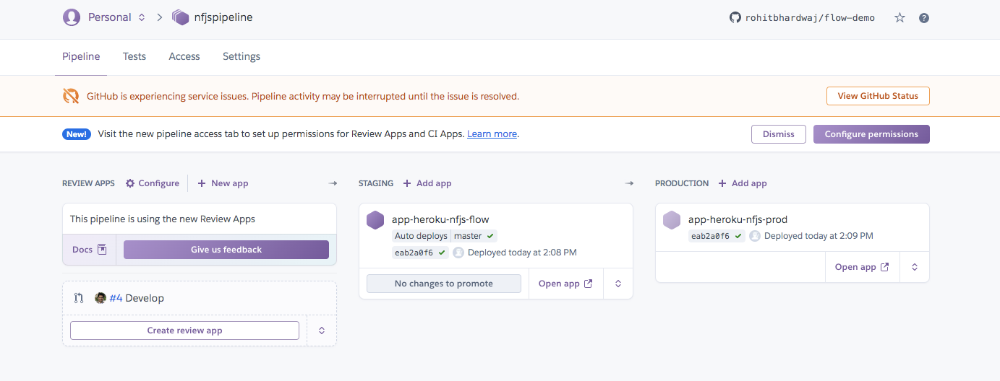 Personal nfjspipeline rohitbhardwaj/flow-demo ?
Pipeline Tests Access Settings
GitHub is experiencing service issues. Pipeline activity may be interrupted until the issue is resolved. View GitHub Status
New! Visit the new pipeline access tab to set up permissions for Review Apps and CI Apps. Learn more. Dismiss Configure permissions
REVIEW APPS Configure + New app →
This pipeline is using the new Review Apps
Docs Give us feedback
#4 Develop
Create review app
STAGING + Add app →
app-heroku-nfjs-flow
Auto deploys master ✓
eab2a0f6 ✓ Deployed today at 2:08 PM
No changes to promote Open app
PRODUCTION + Add app
app-heroku-nfjs-prod
eab2a0f6 ✓ Deployed today at 2:09 PM
Open app